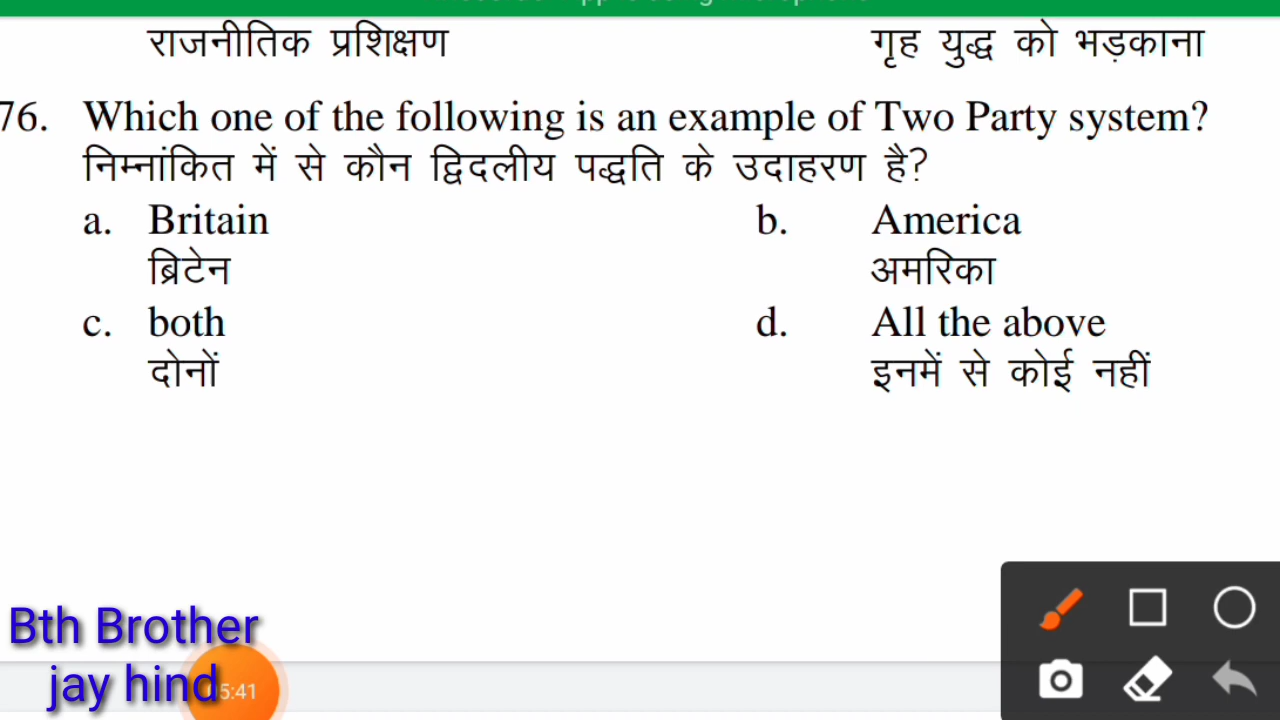 राजनीतिक प्रशिक्षण गृह युद्ध को भड़काना
76. Which one of the following is an example of Two Party system?
निम्नांकित में से कौन द्विदलीय पद्धति के उदाहरण है?
a. Britain b. America
ब्रिटेन अमरिका
c. both d. All the above
दोनों इनमें से कोई नहीं
Bth Brother
jay hind
5:41